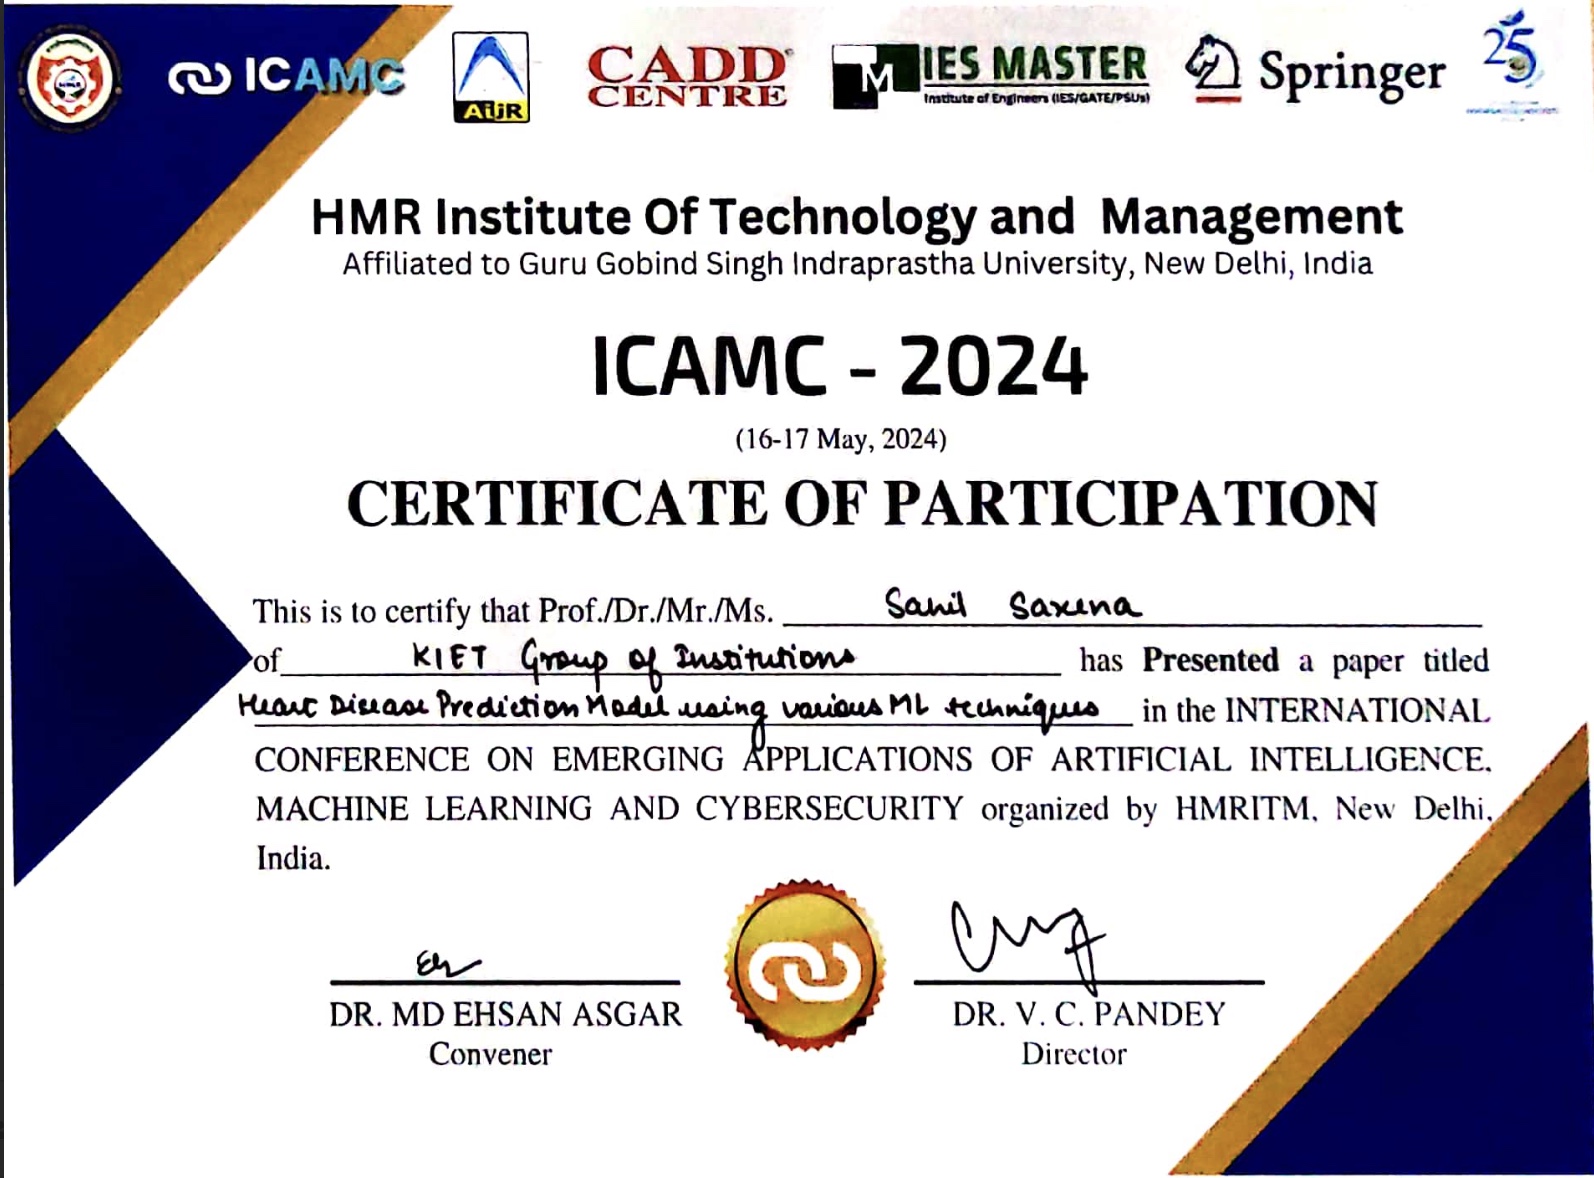 ICAMC
AIJR
CADD CENTRE
IES MASTER
Institute of Engineers (IES/GATE/PSUs)
Springer
25
HMR Institute Of Technology and Management
Affiliated to Guru Gobind Singh Indraprastha University, New Delhi, India
ICAMC - 2024
(16-17 May, 2024)
CERTIFICATE OF PARTICIPATION
This is to certify that Prof./Dr./Mr./Ms. Sahil Saxena
of KIET Group of Institutions has Presented a paper titled
Heart Disease Prediction Model using various ML techniques in the INTERNATIONAL
CONFERENCE ON EMERGING APPLICATIONS OF ARTIFICIAL INTELLIGENCE,
MACHINE LEARNING AND CYBERSECURITY organized by HMRITM, New Delhi,
India.
DR. MD EHSAN ASGAR
Convener
DR. V. C. PANDEY
Director